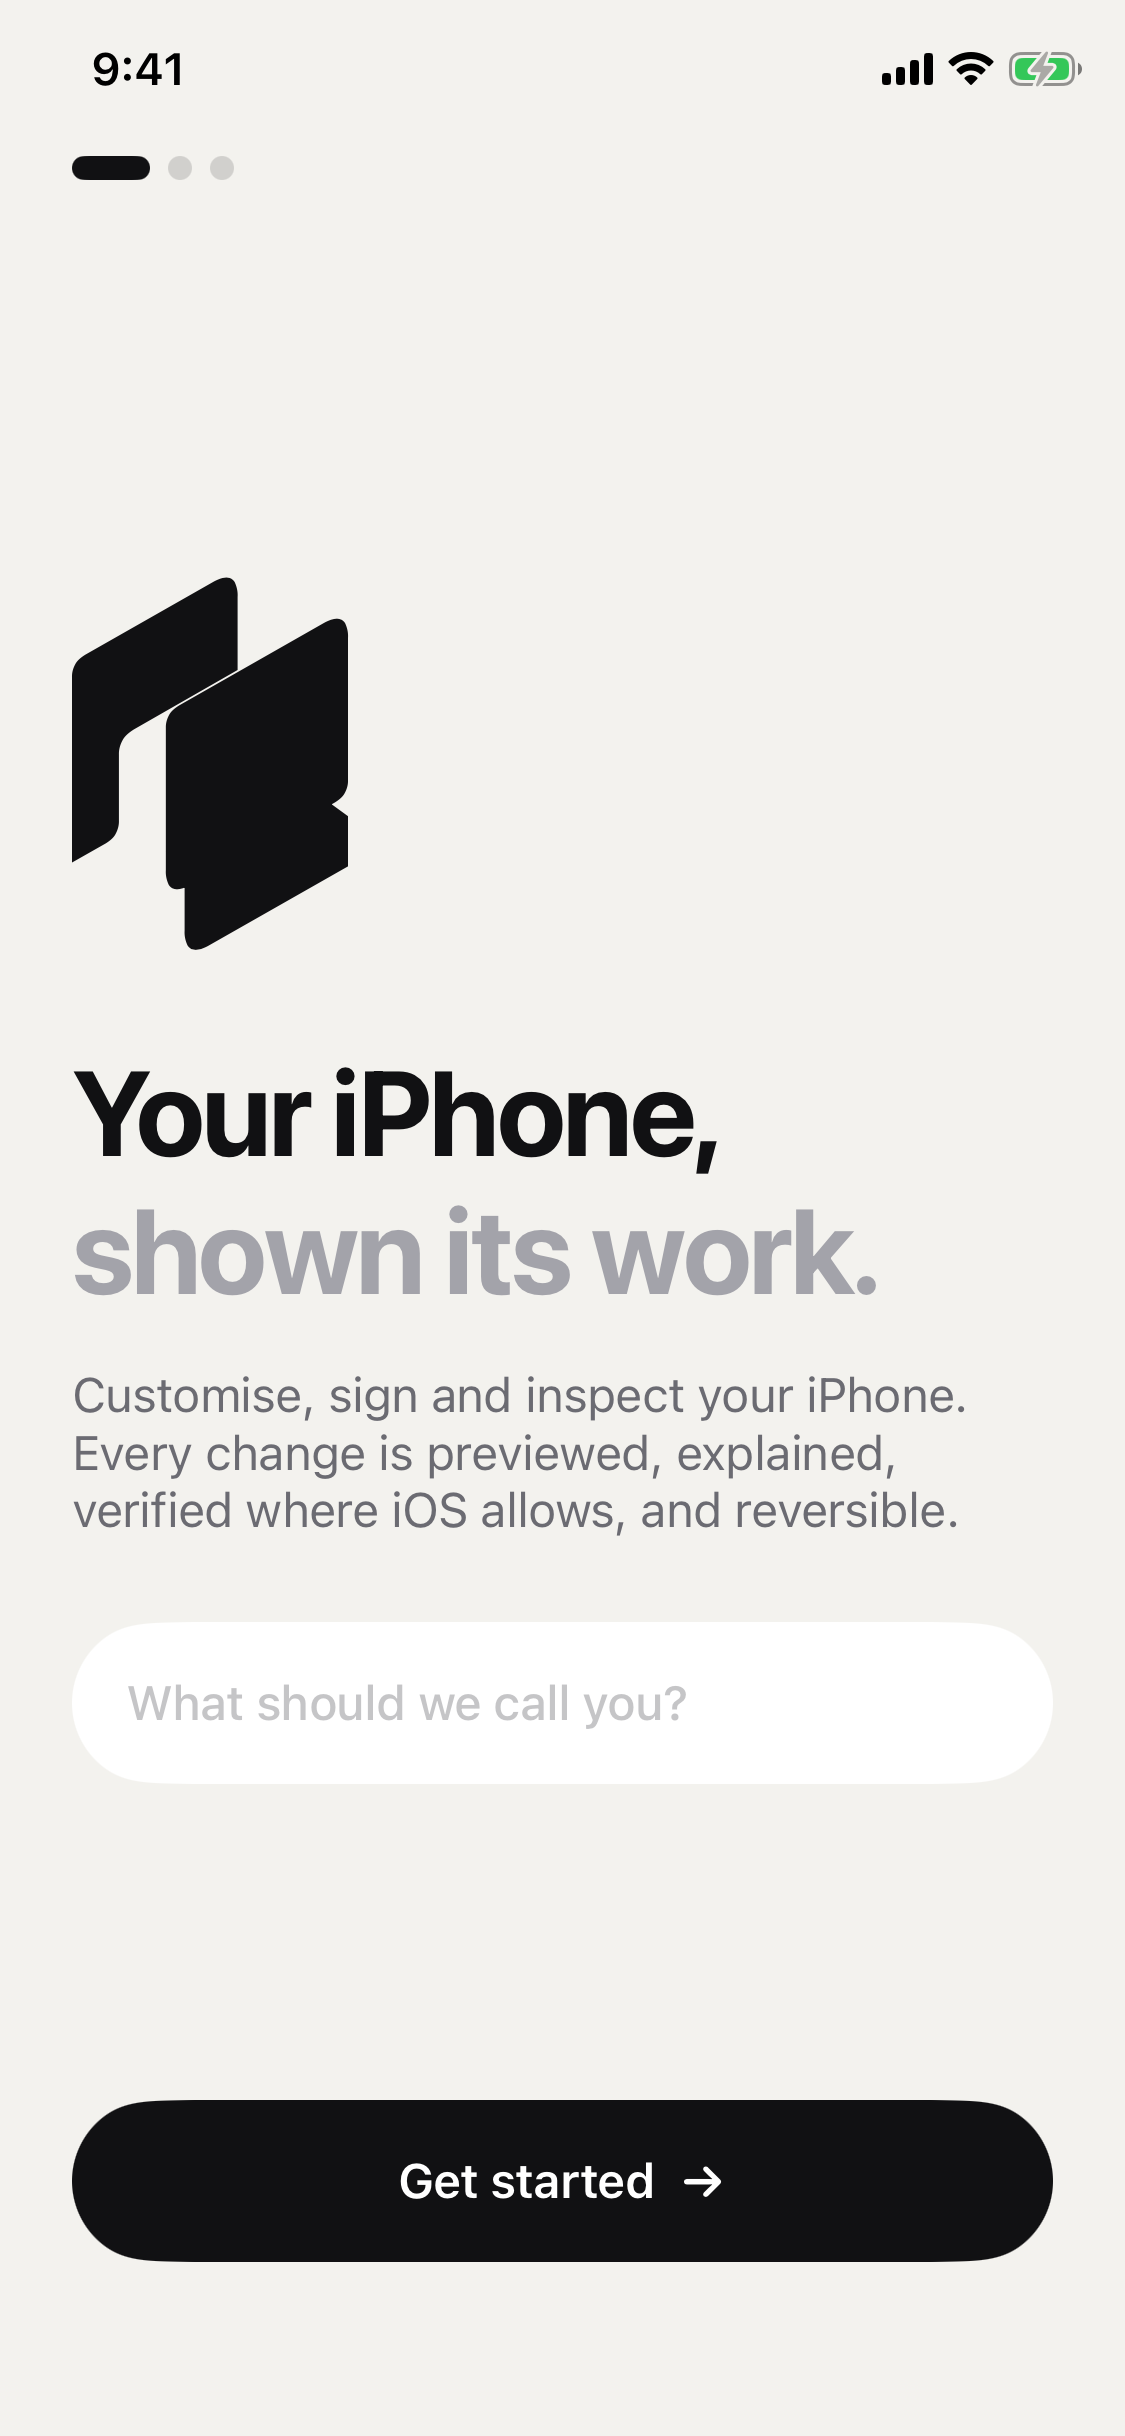 9:41
Your iPhone,
shown its work.
Customise, sign and inspect your iPhone.
Every change is previewed, explained,
verified where iOS allows, and reversible.
What should we call you?
Get started →